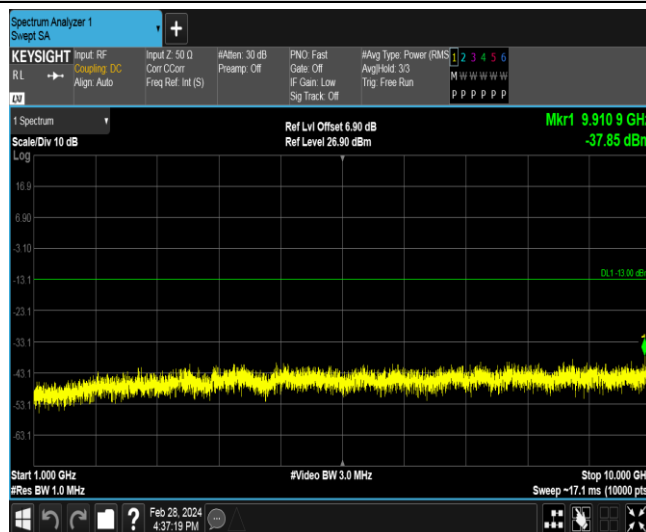 Spectrum Analyzer 1
Swept SA
+
KEYSIGHT
RL
LXI
Input: RF
Coupling: DC
Align: Auto
Input Z: 50 Ω
Corr CCorr
Freq Ref: Int (S)
#Atten: 30 dB
Preamp: Off
PNO: Fast
Gate: Off
IF Gain: Low
Sig Track: Off
#Avg Type: Power (RMS
Avg|Hold: 3/3
Trig: Free Run
1 2 3 4 5 6
M W W W W W
P P P P P P
1 Spectrum
Scale/Div 10 dB
Log
Ref Lvl Offset 6.90 dB
Ref Level 26.90 dBm
Mkr1 9.910 9 GHz
-37.85 dBm
16.9
6.90
-3.10
-13.1
DL1 -13.00 dBm
-23.1
-33.1
-43.1
-53.1
-63.1
Start 1.000 GHz
#Res BW 1.0 MHz
#Video BW 3.0 MHz
Stop 10.000 GHz
Sweep ~17.1 ms (10000 pts)
?
Feb 28, 2024
4:37:19 PM